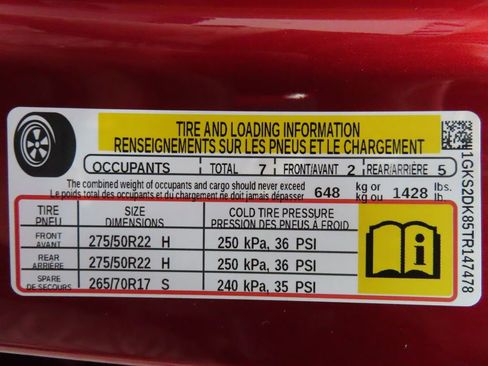 TIRE AND LOADING INFORMATION
RENSEIGNEMENTS SUR LES PNEUS ET LE CHARGEMENT
OCCUPANTS TOTAL 7 FRONT/AVANT 2 REAR/ARRIÈRE 5
The combined weight of occupants and cargo should never exceed
Le poids total des occupants et du chargement ne doit jamais dépasser 648 kg or kg ou 1428 lbs. lb.
TIRE PNEU SIZE DIMENSIONS COLD TIRE PRESSURE PRESSION DES PNEUS A FROID
FRONT AVANT 275/50R22 H 250 kPa, 36 PSI
REAR ARRIÈRE 275/50R22 H 250 kPa, 36 PSI
SPARE DE SECOURS 265/70R17 S 240 kPa, 35 PSI
1GKS2DK85TR147478